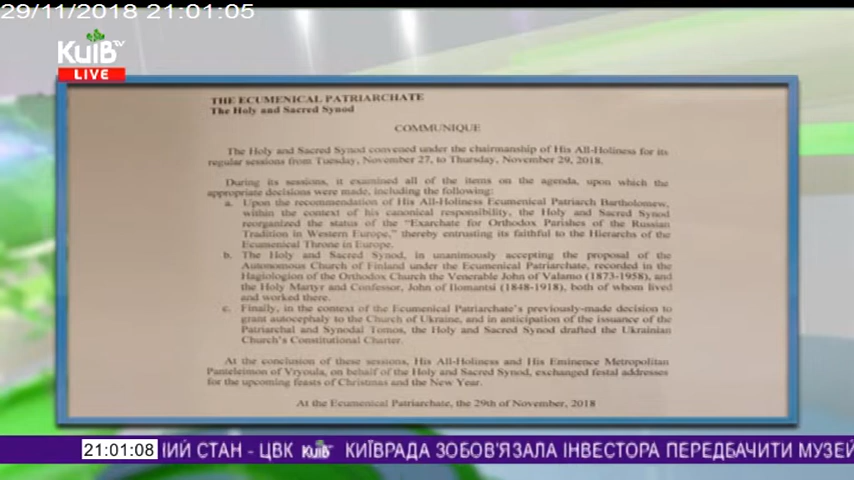 29/11/2018 21:01:05
КиїВ TV
LIVE
THE ECUMENICAL PATRIARCHATE
The Holy and Sacred Synod
COMMUNIQUE
The Holy and Sacred Synod convened under the chairmanship of His All-Holiness for its
regular sessions from Tuesday, November 27, to Thursday, November 29, 2018.
During its sessions, it examined all of the items on the agenda, upon which the
appropriate decisions were made, including the following:
a. Upon the recommendation of His All-Holiness Ecumenical Patriarch Bartholomew,
within the context of his canonical responsibility, the Holy and Sacred Synod
reorganized the status of the "Exarchate for Orthodox Parishes of the Russian
Tradition in Western Europe," thereby entrusting its faithful to the Hierarchs of the
Ecumenical Throne in Europe.
b. The Holy and Sacred Synod, in unanimously accepting the proposal of the
Autonomous Church of Finland under the Ecumenical Patriarchate, recorded in the
Hagiologion of the Orthodox Church the Venerable John of Valamo (1873-1958), and
the Holy Martyr and Confessor, John of Ilomantsi (1848-1918), both of whom lived
and worked there.
c. Finally, in the context of the Ecumenical Patriarchate's previously-made decision to
grant autocephaly to the Church of Ukraine, and in anticipation of the issuance of the
Patriarchal and Synodal Tomos, the Holy and Sacred Synod drafted the Ukrainian
Church's Constitutional Charter.
At the conclusion of these sessions, His All-Holiness and His Eminence Metropolitan
Panteleimon of Vryoula, on behalf of the Holy and Sacred Synod, exchanged festal addresses
for the upcoming feasts of Christmas and the New Year.
At the Ecumenical Patriarchate, the 29th of November, 2018
21:01:08 ИЙ СТАН - ЦВК КиїВ КИЇВРАДА ЗОБОВ'ЯЗАЛА ІНВЕСТОРА ПЕРЕДБАЧИТИ МУЗЕЙ